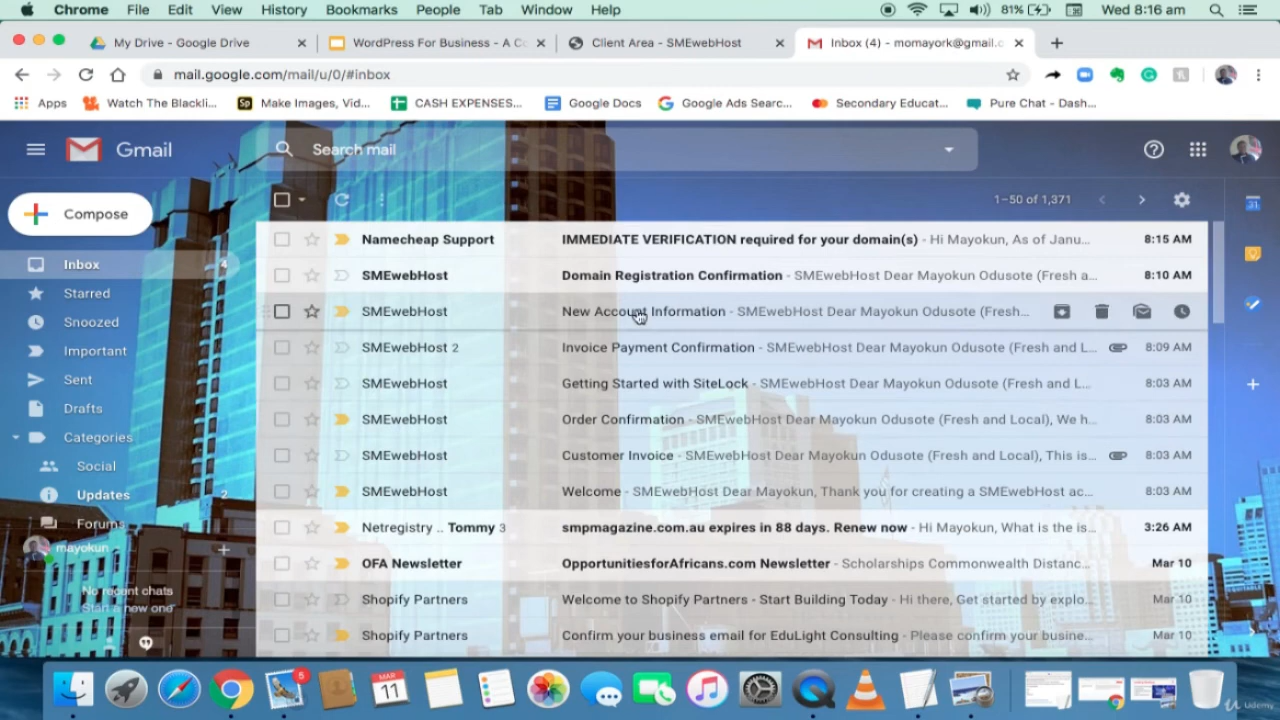 Chrome File Edit View History Bookmarks People Tab Window Help 81% Wed 8:16 am
My Drive - Google Drive WordPress For Business - A Co Client Area - SMEwebHost Inbox (4) - momayork@gmail.c
mail.google.com/mail/u/0/#inbox
Apps Watch The Blackli... Sp Make Images, Vid... CASH EXPENSES... Google Docs Google Ads Searc... Secondary Educat... Pure Chat - Dash...
Gmail Search mail
Compose 1–50 of 1,371
Namecheap Support IMMEDIATE VERIFICATION required for your domain(s) - Hi Mayokun, As of Janu... 8:15 AM
Inbox 4
SMEwebHost Domain Registration Confirmation - SMEwebHost Dear Mayokun Odusote (Fresh a... 8:10 AM
Starred
SMEwebHost New Account Information - SMEwebHost Dear Mayokun Odusote (Fresh...
Snoozed
Important
SMEwebHost 2 Invoice Payment Confirmation - SMEwebHost Dear Mayokun Odusote (Fresh and L... 8:09 AM
Sent
SMEwebHost Getting Started with SiteLock - SMEwebHost Dear Mayokun Odusote (Fresh and L... 8:03 AM
Drafts
SMEwebHost Order Confirmation - SMEwebHost Dear Mayokun Odusote (Fresh and Local), We h... 8:03 AM
Categories
SMEwebHost Customer Invoice - SMEwebHost Dear Mayokun Odusote (Fresh and Local), This is... 8:03 AM
Social
SMEwebHost Welcome - SMEwebHost Dear Mayokun, Thank you for creating a SMEwebHost ac... 8:03 AM
Updates 2
Forums
Netregistry .. Tommy 3 smpmagazine.com.au expires in 88 days. Renew now - Hi Mayokun, What is the is... 3:26 AM
mayokun
OFA Newsletter OpportunitiesforAfricans.com Newsletter - Scholarships Commonwealth Distanc... Mar 10
No recent chats
Start a new one
Shopify Partners Welcome to Shopify Partners - Start Building Today - Hi there, Get started by explo... Mar 10
Shopify Partners Confirm your business email for EduLight Consulting - Please confirm your busine... Mar 10
5
MAR
11
Udemy